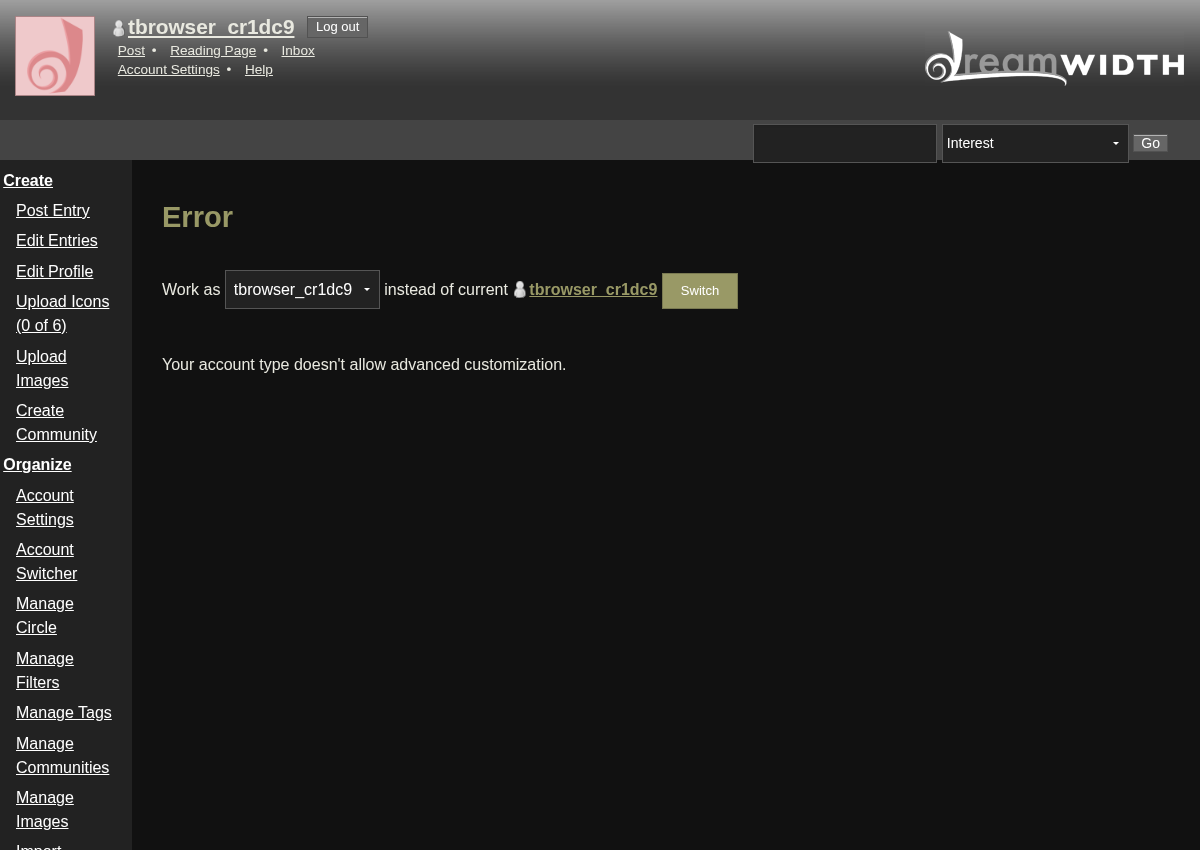 tbrowser_cr1dc9 Log out
Post • Reading Page • Inbox
Account Settings • Help
dreamWIDTH
Interest Go
Create
Post Entry
Edit Entries
Edit Profile
Upload Icons
(0 of 6)
Upload
Images
Create
Community
Organize
Account
Settings
Account
Switcher
Manage
Circle
Manage
Filters
Manage Tags
Manage
Communities
Manage
Images
Import
Error
Work as tbrowser_cr1dc9 instead of current tbrowser_cr1dc9 Switch
Your account type doesn't allow advanced customization.